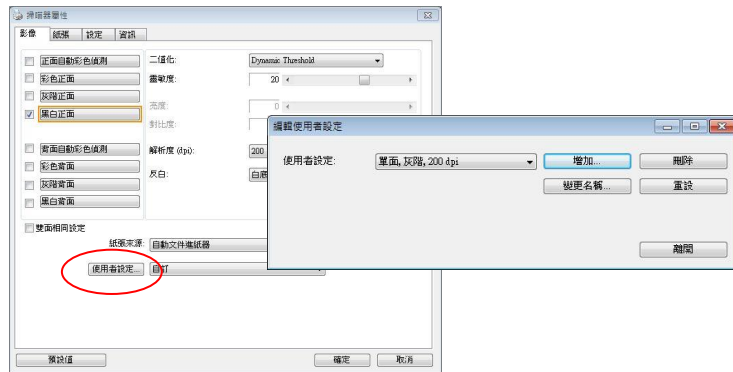 掃描器屬性
影像 紙張 設定 資訊
正面自動彩色偵測
彩色正面
灰階正面
黑白正面
背面自動彩色偵測
彩色背面
灰階背面
黑白背面
二值化: Dynamic Threshold
靈敏度: 20
亮度: 0
對比度:
解析度 (dpi): 200
反白: 白底
雙面相同設定
紙張來源: 自動文件進紙器
使用者設定... 自訂
預設值 確定 取消
編輯使用者設定
使用者設定: 單面, 灰階, 200 dpi 增加... 刪除
變更名稱... 重設
離開